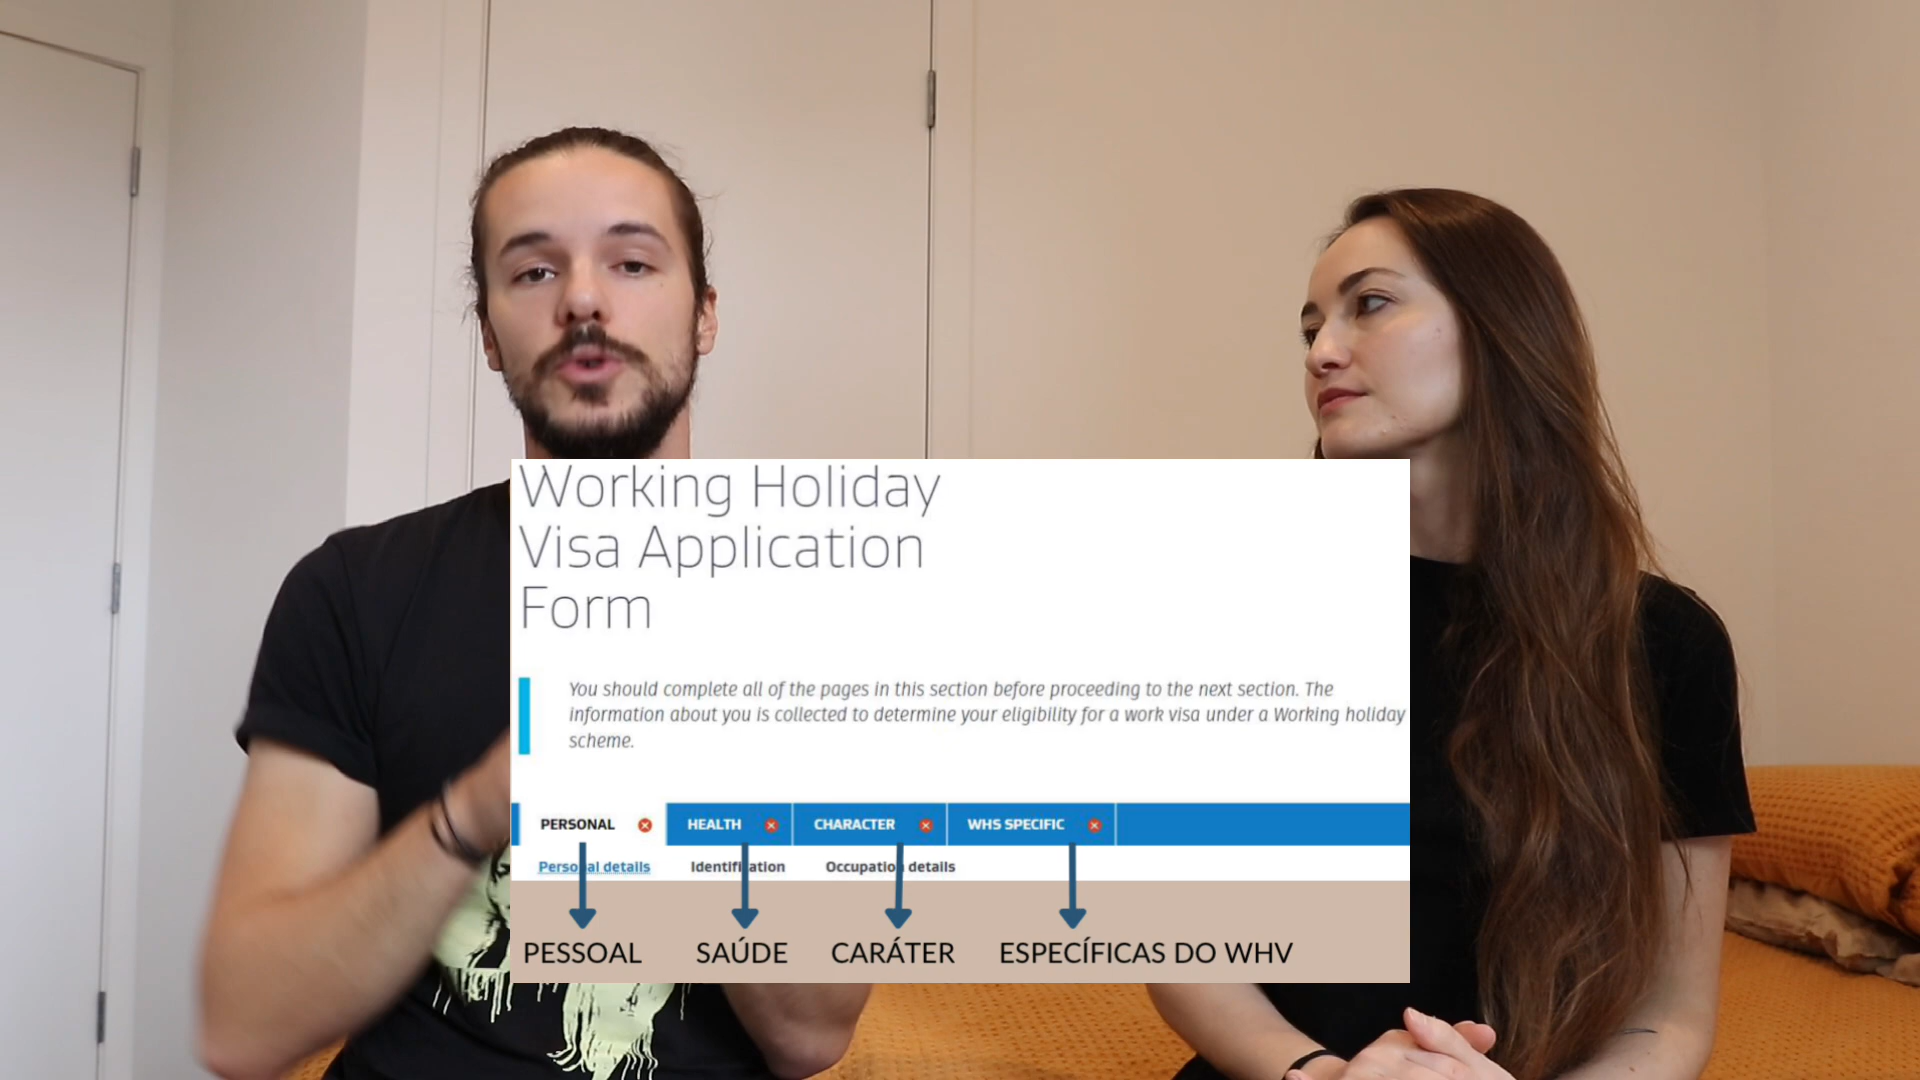 Working Holiday
Visa Application
Form
You should complete all of the pages in this section before proceeding to the next section. The
information about you is collected to determine your eligibility for a work visa under a Working holiday
scheme.
PERSONAL HEALTH CHARACTER WHS SPECIFIC
Personal details Identification Occupation details
PESSOAL SAÚDE CARÁTER ESPECÍFICAS DO WHV